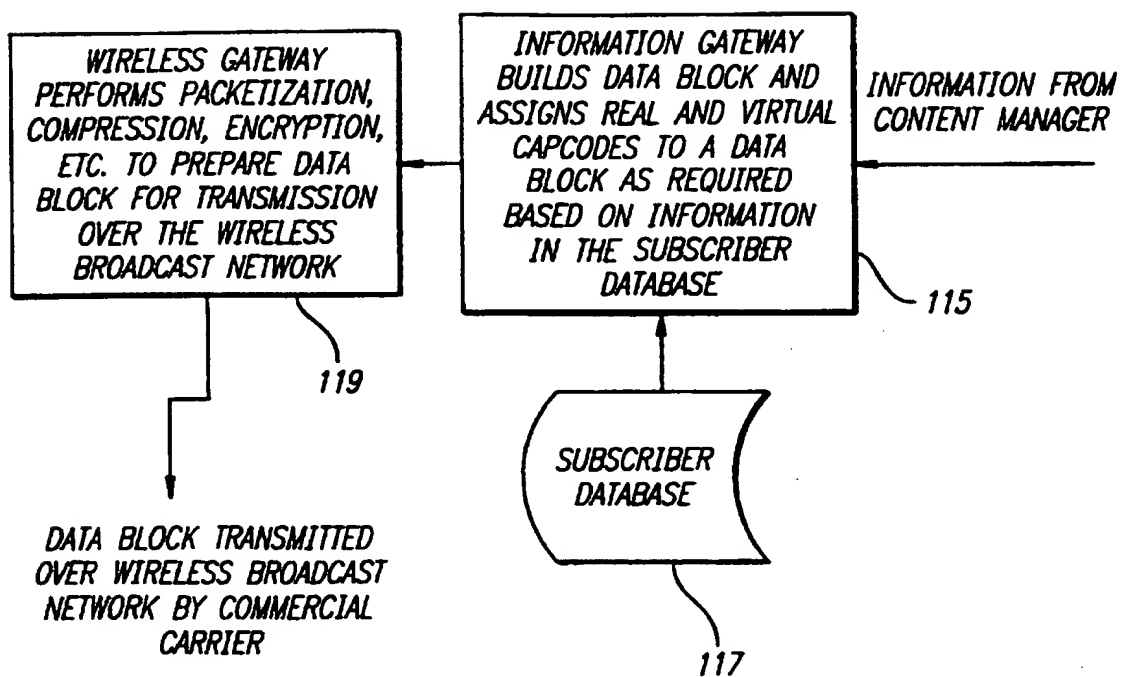 WIRELESS GATEWAY
PERFORMS PACKETIZATION,
COMPRESSION, ENCRYPTION,
ETC. TO PREPARE DATA
BLOCK FOR TRANSMISSION
OVER THE WIRELESS
BROADCAST NETWORK
119
DATA BLOCK TRANSMITTED
OVER WIRELESS BROADCAST
NETWORK BY COMMERCIAL
CARRIER
INFORMATION GATEWAY
BUILDS DATA BLOCK AND
ASSIGNS REAL AND VIRTUAL
CAPCODES TO A DATA
BLOCK AS REQUIRED
BASED ON INFORMATION
IN THE SUBSCRIBER
DATABASE
115
INFORMATION FROM
CONTENT MANAGER
SUBSCRIBER
DATABASE
117